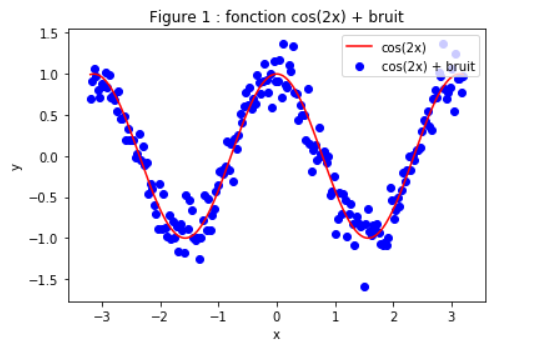 Figure 1 : fonction cos(2x) + bruit
1.5
1.0
0.5
0.0
−0.5
−1.0
−1.5
y
cos(2x)
cos(2x) + bruit
−3 −2 −1 0 1 2 3
x